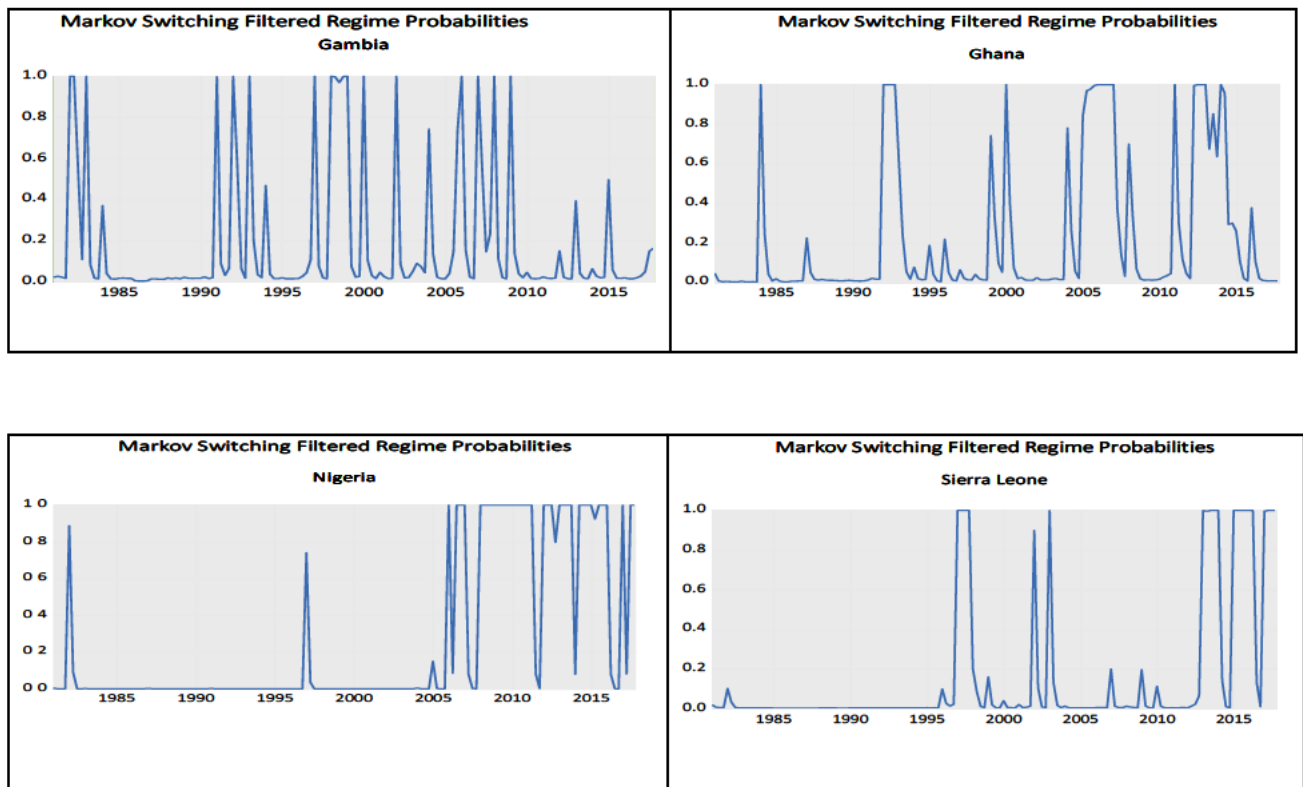 Markov Switching Filtered Regime Probabilities
Gambia
1.0
0.8
0.6
0.4
0.2
0.0
1985 1990 1995 2000 2005 2010 2015
Markov Switching Filtered Regime Probabilities
Ghana
1.0
0.8
0.6
0.4
0.2
0.0
1985 1990 1995 2000 2005 2010 2015
Markov Switching Filtered Regime Probabilities
Nigeria
1 0
0 8
0 6
0 4
0 2
0 0
1985 1990 1995 2000 2005 2010 2015
Markov Switching Filtered Regime Probabilities
Sierra Leone
1.0
0.8
0.6
0.4
0.2
0.0
1985 1990 1995 2000 2005 2010 2015